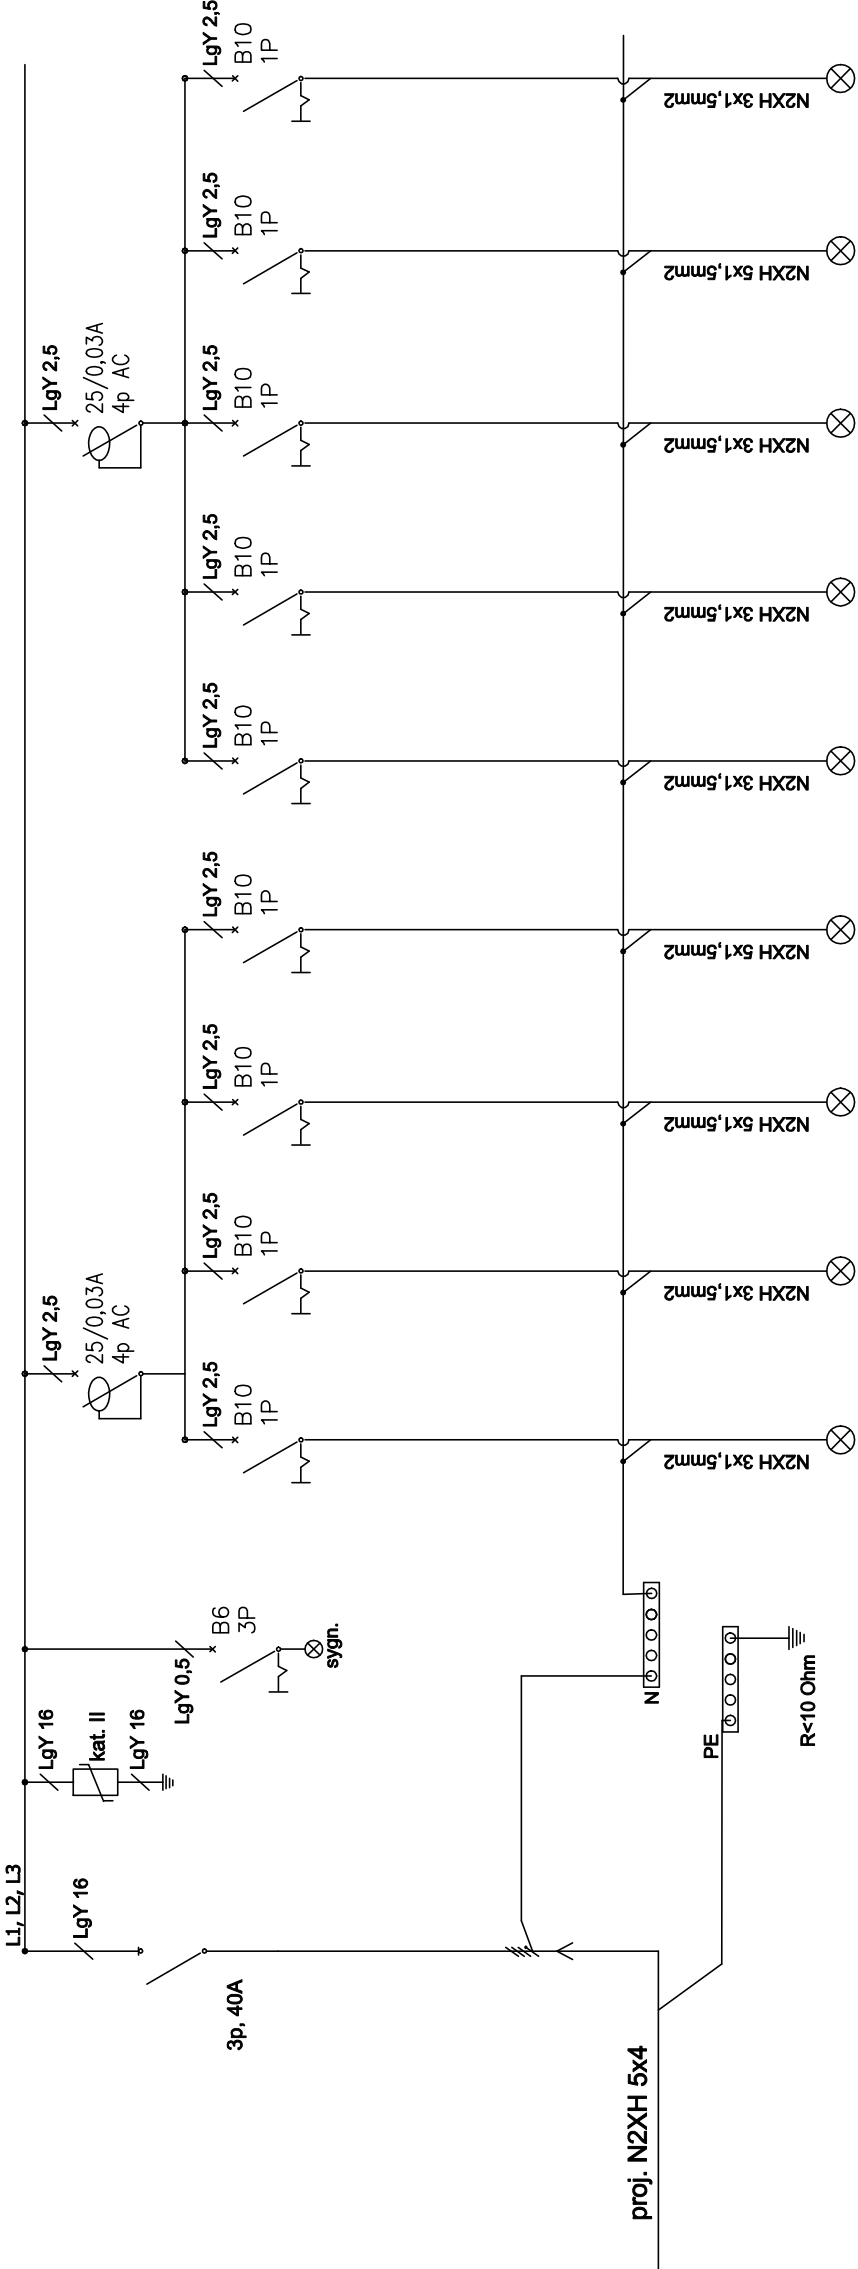 L1, L2, L3
LgY 16
3p, 40A
proj. N2XH 5x4
LgY 16
kat. II
LgY 16
LgY 0,5
B6
3P
sygn.
N
PE
R<10 Ohm
LgY 2,5
25/0,03A
4p AC
LgY 2,5
B10
1P
N2XH 3x1,5mm2
LgY 2,5
B10
1P
N2XH 3x1,5mm2
LgY 2,5
B10
1P
N2XH 5x1,5mm2
LgY 2,5
B10
1P
N2XH 5x1,5mm2
LgY 2,5
25/0,03A
4p AC
LgY 2,5
B10
1P
N2XH 3x1,5mm2
LgY 2,5
B10
1P
N2XH 3x1,5mm2
LgY 2,5
B10
1P
N2XH 3x1,5mm2
LgY 2,5
B10
1P
N2XH 5x1,5mm2
LgY 2,5
B10
1P
N2XH 3x1,5mm2